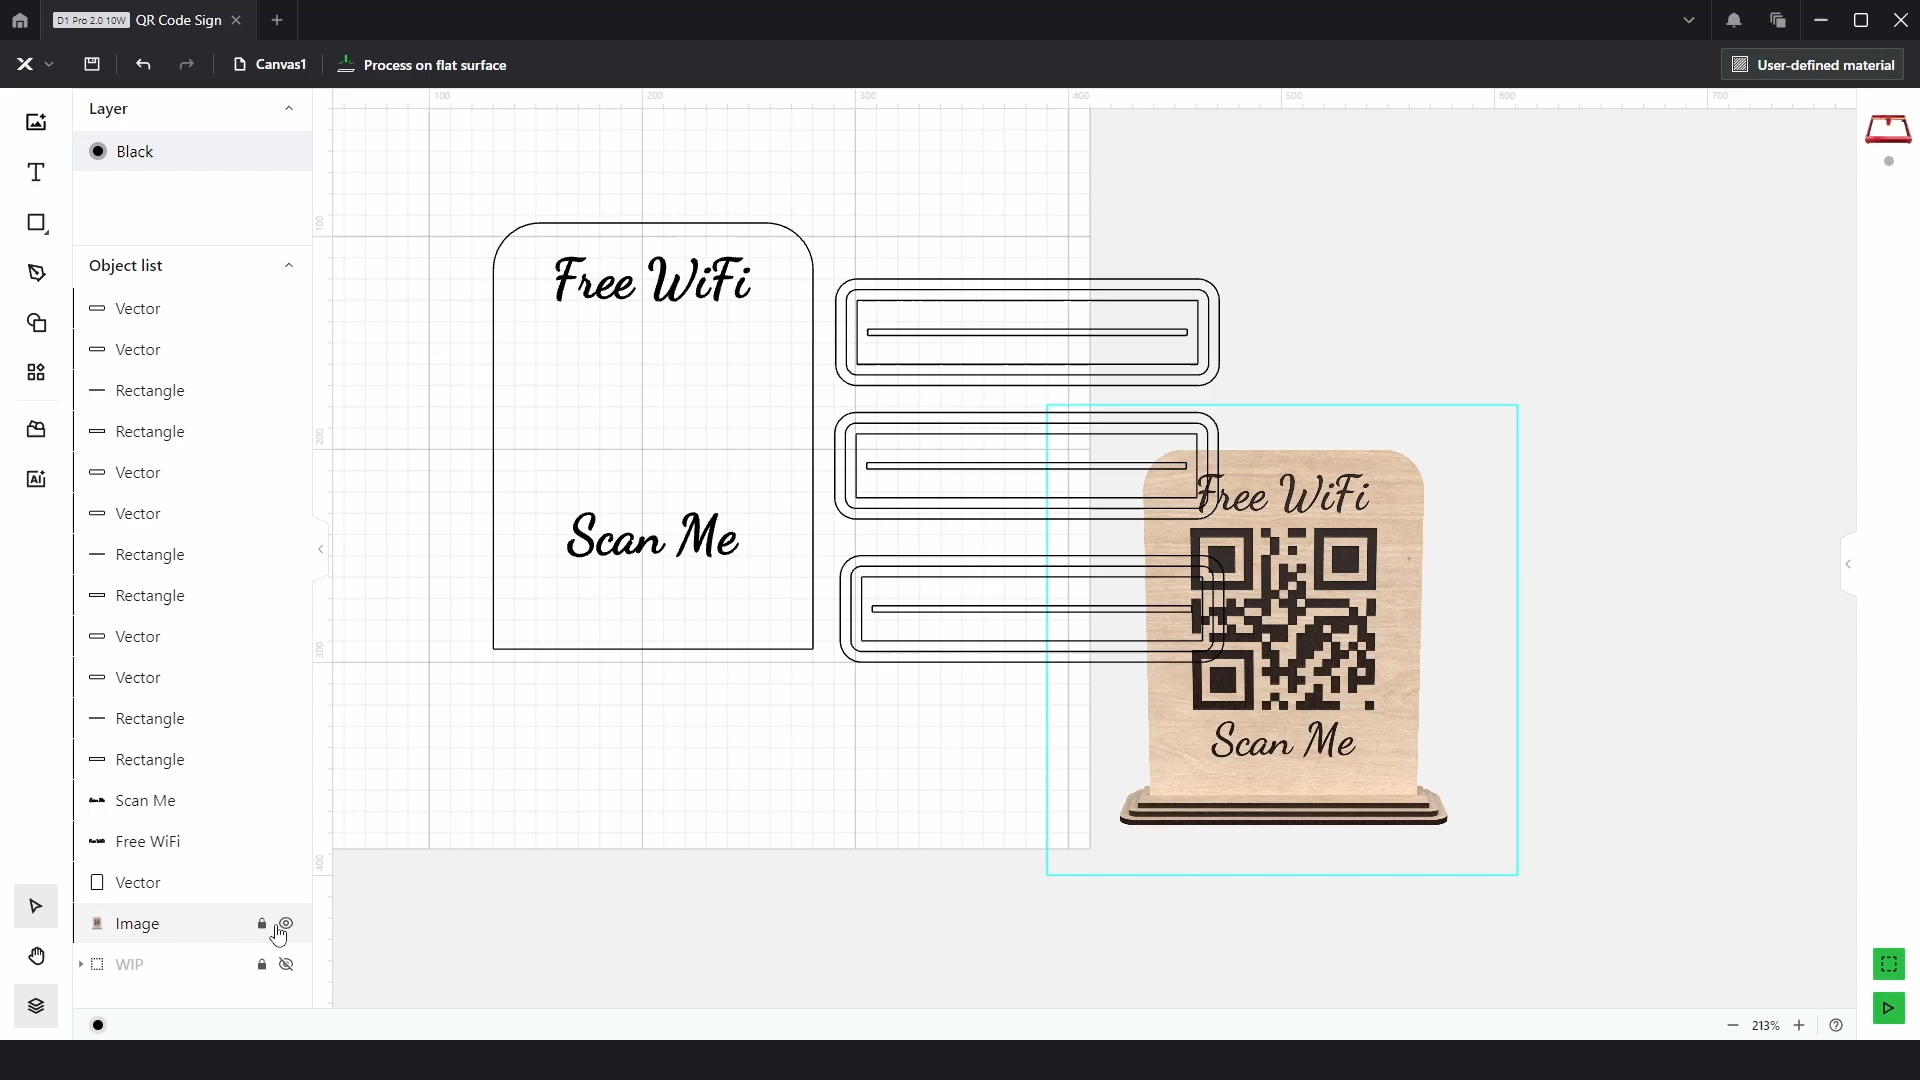 D1 Pro 2.0 10W QR Code Sign
Canvas1
Process on flat surface
User-defined material
Layer
Black
Object list
Vector
Vector
Rectangle
Rectangle
Vector
Vector
Rectangle
Rectangle
Vector
Vector
Rectangle
Rectangle
Scan Me
Free WiFi
Vector
Image
WIP
100
200
300
400
500
600
700
100
200
300
400
Free WiFi
Scan Me
Free WiFi
Scan Me
AI
213%